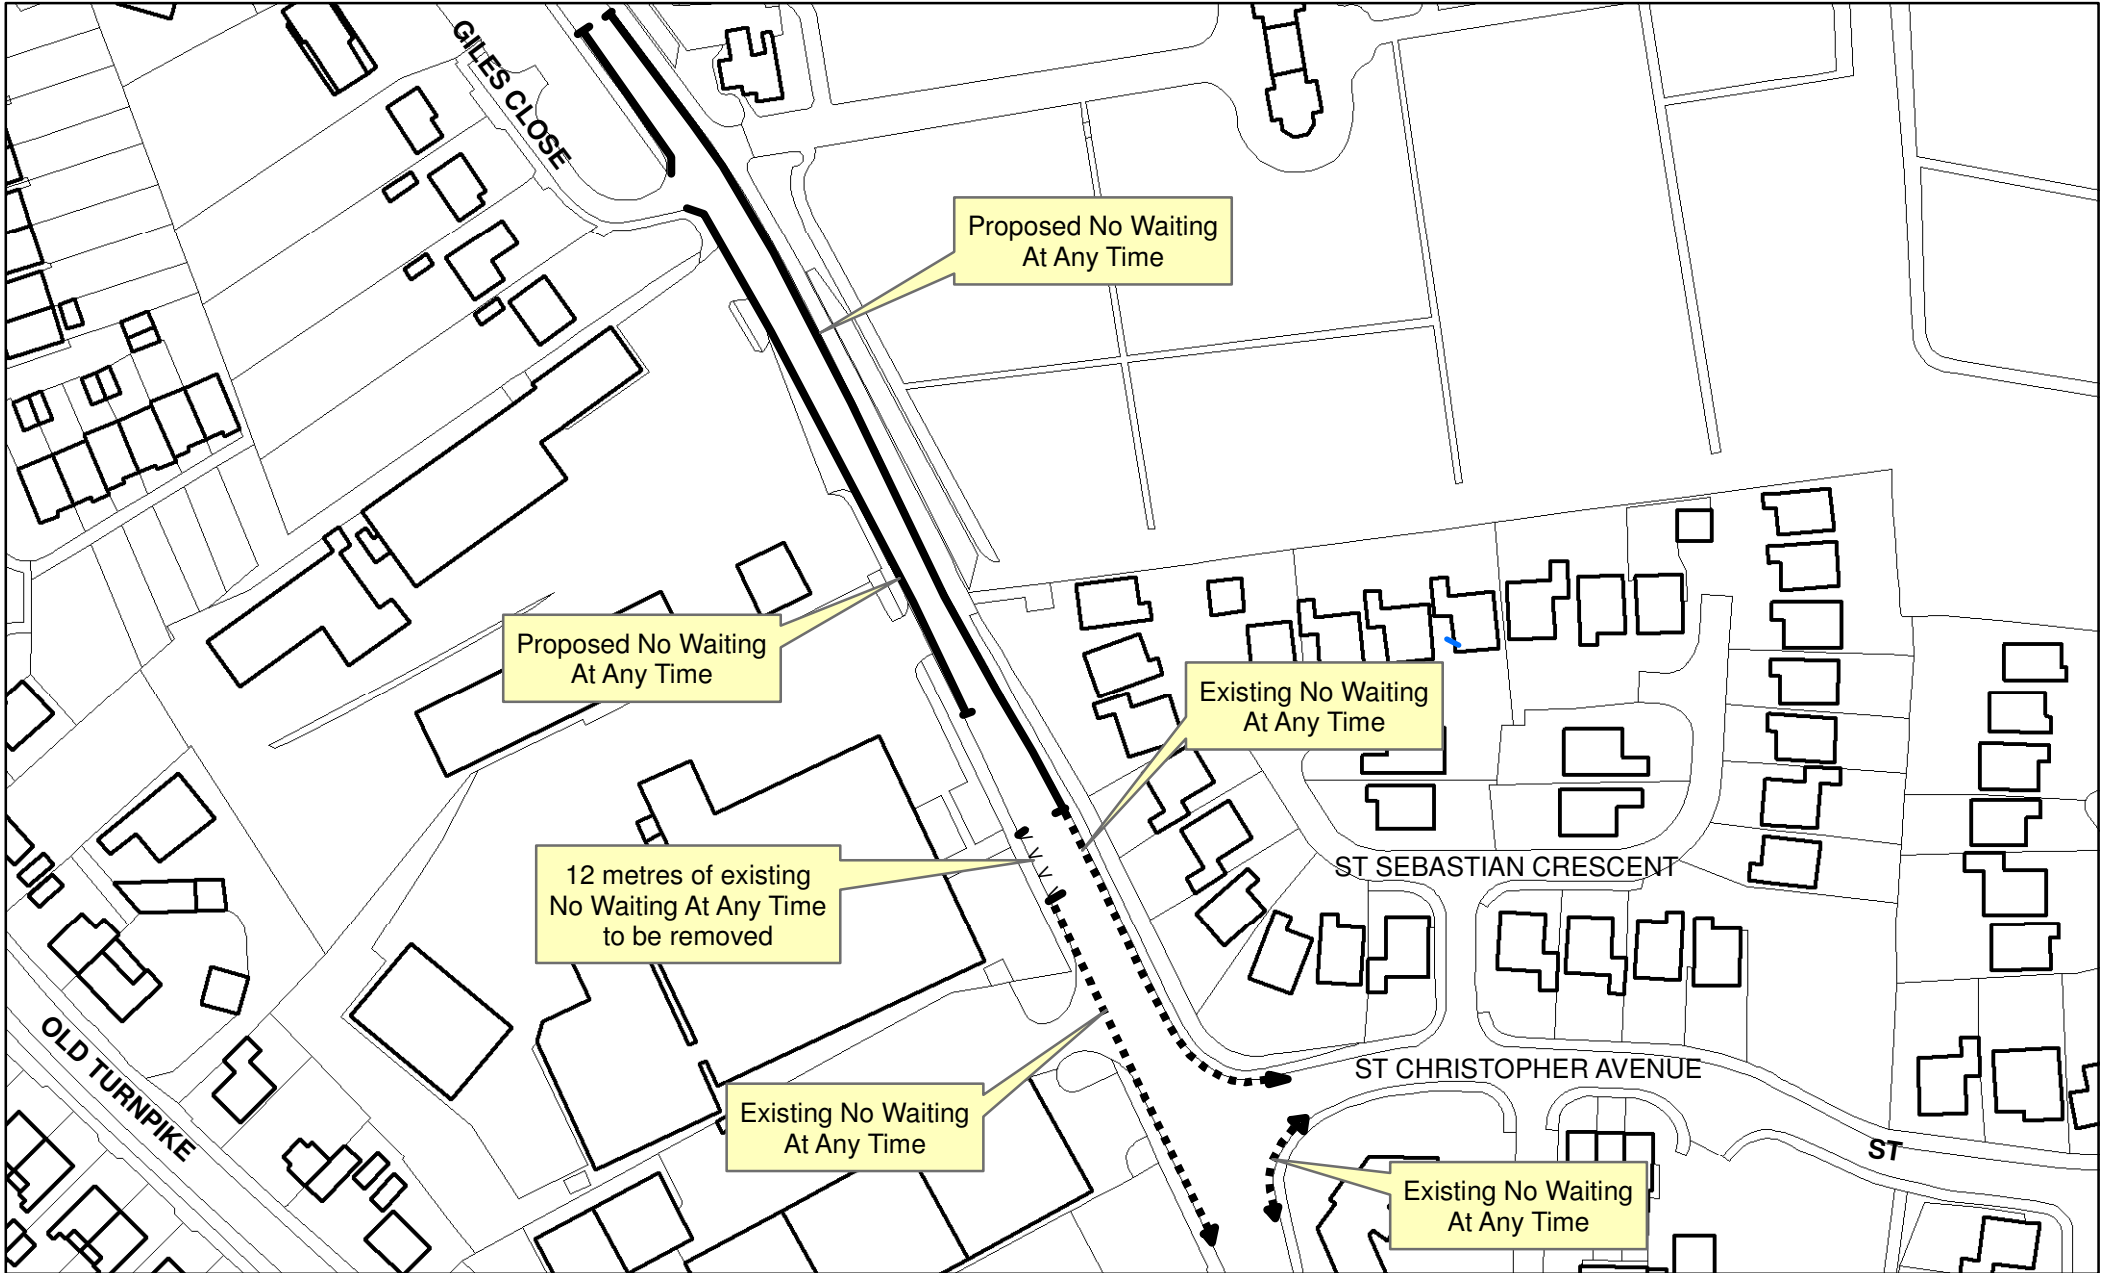 GILES CLOSE
Proposed No Waiting
At Any Time
Proposed No Waiting
At Any Time
Existing No Waiting
At Any Time
12 metres of existing
No Waiting At Any Time
to be removed
ST SEBASTIAN CRESCENT
OLD TURNPIKE
ST CHRISTOPHER AVENUE
Existing No Waiting
At Any Time
ST
Existing No Waiting
At Any Time